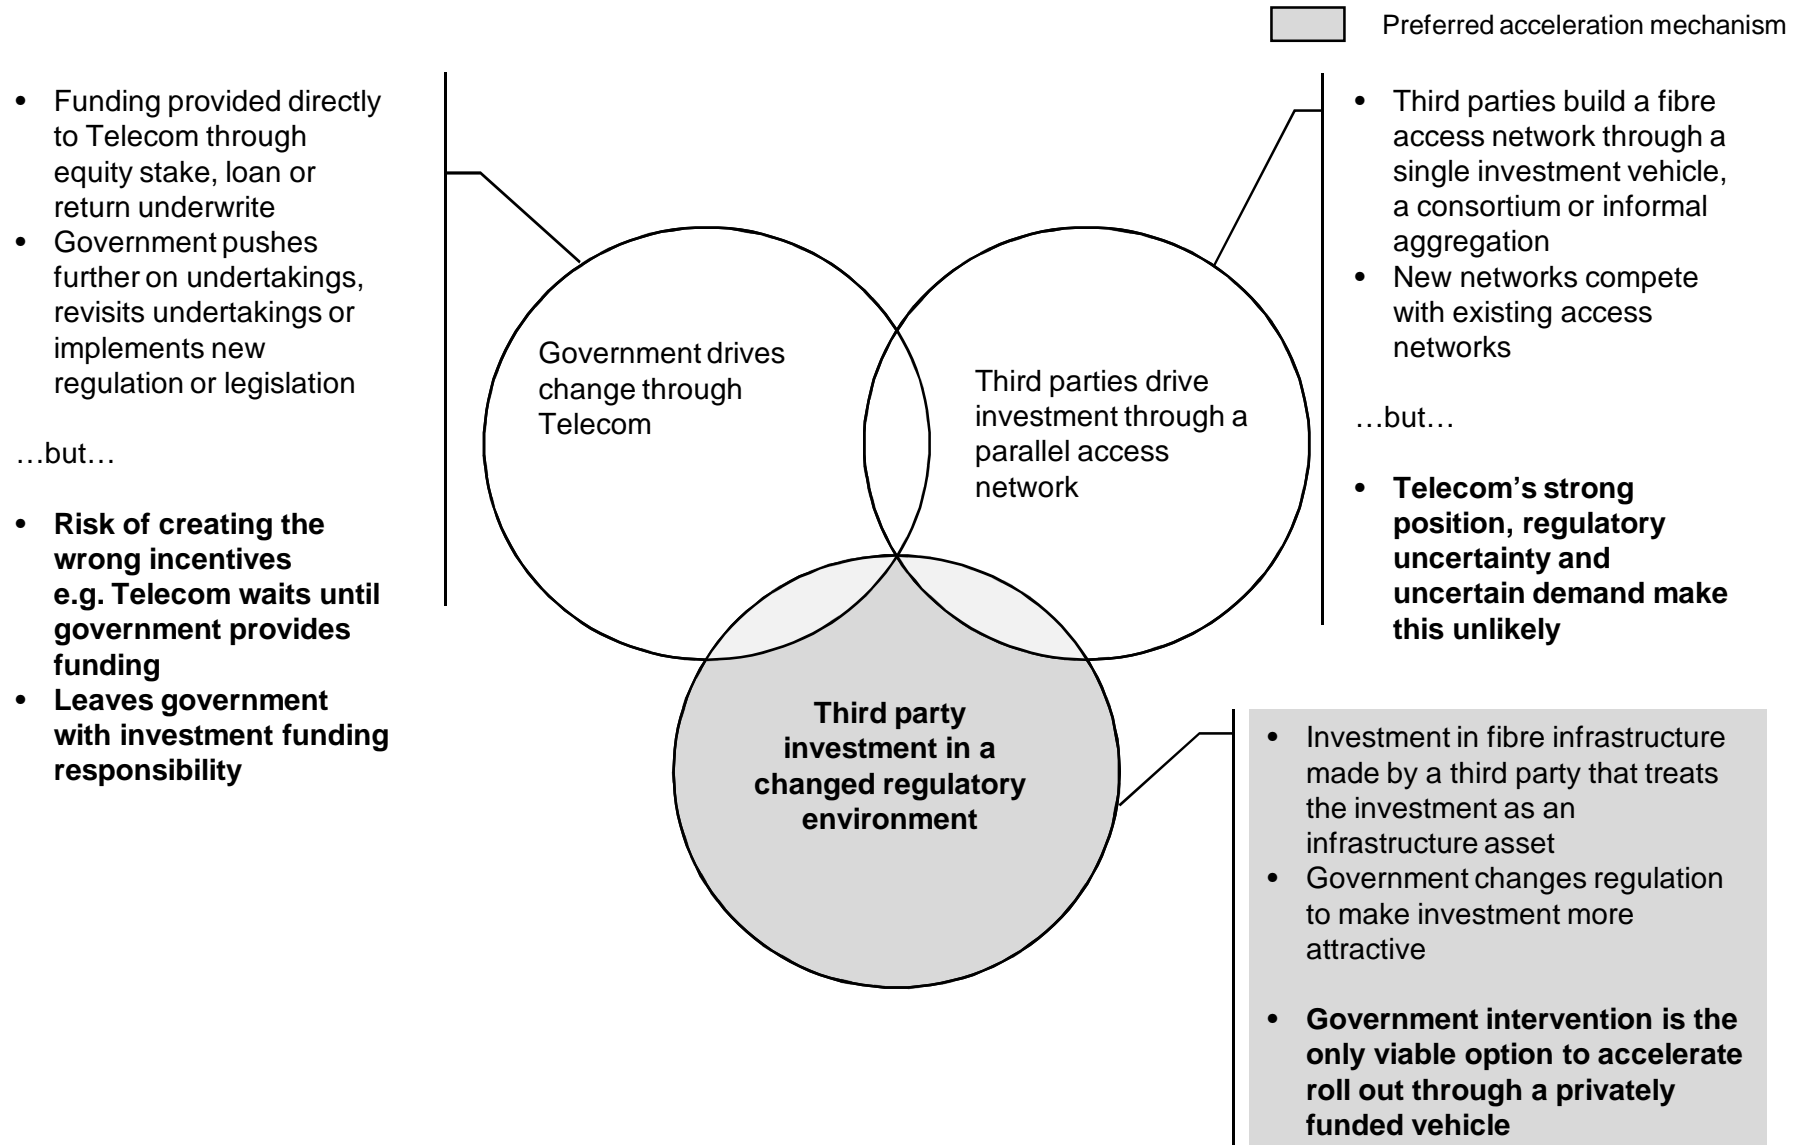 Preferred acceleration mechanism
• Funding provided directly
to Telecom through
equity stake, loan or
return underwrite
• Government pushes
further on undertakings,
revisits undertakings or
implements new
regulation or legislation
…but…
• Risk of creating the
wrong incentives
e.g. Telecom waits until
government provides
funding
• Leaves government
with investment funding
responsibility
Government drives
change through
Telecom
Third parties drive
investment through a
parallel access
network
Third party
investment in a
changed regulatory
environment
• Third parties build a fibre
access network through a
single investment vehicle,
a consortium or informal
aggregation
• New networks compete
with existing access
networks
…but…
• Telecom’s strong
position, regulatory
uncertainty and
uncertain demand make
this unlikely
• Investment in fibre infrastructure
made by a third party that treats
the investment as an
infrastructure asset
• Government changes regulation
to make investment more
attractive
• Government intervention is the
only viable option to accelerate
roll out through a privately
funded vehicle